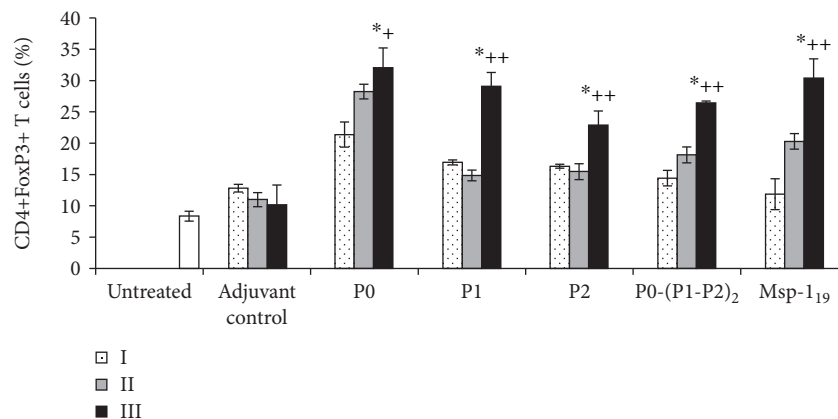 CD4+FoxP3+ T cells (%)
40
35
30
25
20
15
10
5
0
*+
*++
*++
*++
*++
Untreated
Adjuvant
control
P0
P1
P2
P0-(P1-P2)₂
Msp-1₁₉
I
II
III